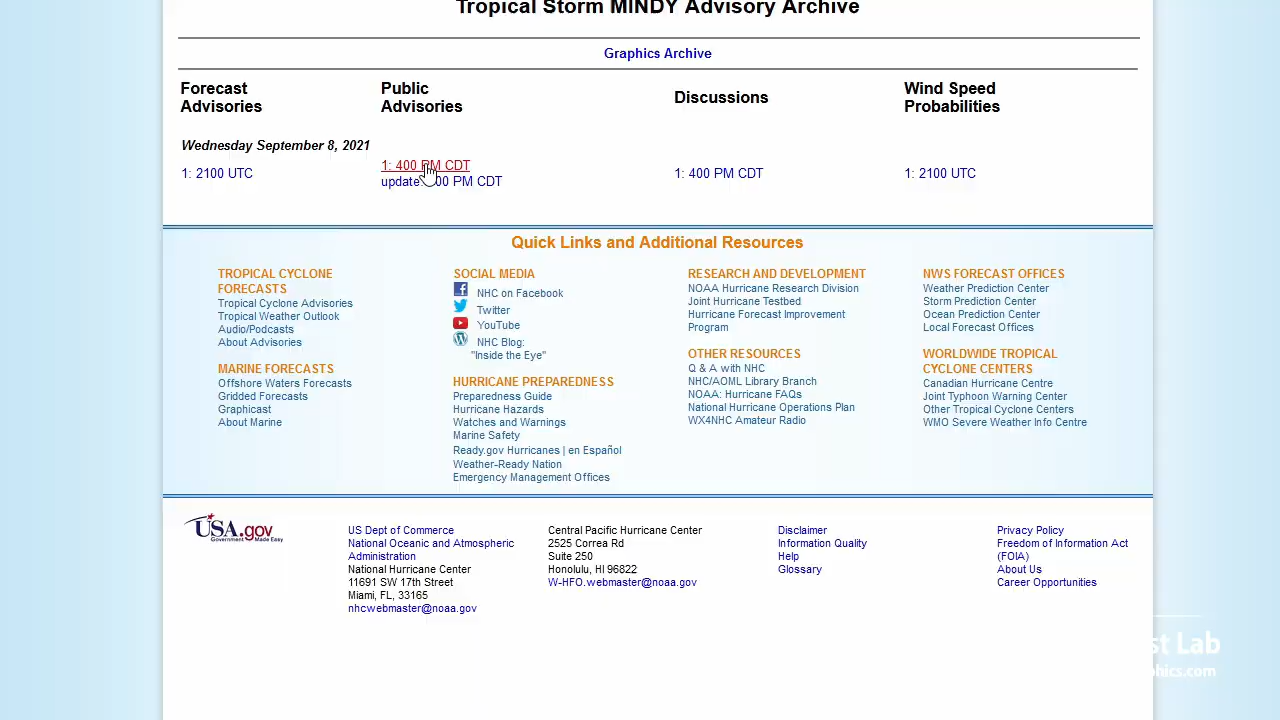 Tropical Storm MINDY Advisory Archive
Graphics Archive
Forecast
Advisories
Public
Advisories
Discussions
Wind Speed
Probabilities
Wednesday September 8, 2021
1: 2100 UTC
1: 400 PM CDT
update 00 PM CDT
1: 400 PM CDT
1: 2100 UTC
Quick Links and Additional Resources
TROPICAL CYCLONE
FORECASTS
Tropical Cyclone Advisories
Tropical Weather Outlook
Audio/Podcasts
About Advisories
MARINE FORECASTS
Offshore Waters Forecasts
Gridded Forecasts
Graphicast
About Marine
SOCIAL MEDIA
NHC on Facebook
Twitter
YouTube
NHC Blog:
"Inside the Eye"
HURRICANE PREPAREDNESS
Preparedness Guide
Hurricane Hazards
Watches and Warnings
Marine Safety
Ready.gov Hurricanes | en Español
Weather-Ready Nation
Emergency Management Offices
RESEARCH AND DEVELOPMENT
NOAA Hurricane Research Division
Joint Hurricane Testbed
Hurricane Forecast Improvement
Program
OTHER RESOURCES
Q & A with NHC
NHC/AOML Library Branch
NOAA: Hurricane FAQs
National Hurricane Operations Plan
WX4NHC Amateur Radio
NWS FORECAST OFFICES
Weather Prediction Center
Storm Prediction Center
Ocean Prediction Center
Local Forecast Offices
WORLDWIDE TROPICAL
CYCLONE CENTERS
Canadian Hurricane Centre
Joint Typhoon Warning Center
Other Tropical Cyclone Centers
WMO Severe Weather Info Centre
USA.gov
Government Made Easy
US Dept of Commerce
National Oceanic and Atmospheric
Administration
National Hurricane Center
11691 SW 17th Street
Miami, FL, 33165
nhcwebmaster@noaa.gov
Central Pacific Hurricane Center
2525 Correa Rd
Suite 250
Honolulu, HI 96822
W-HFO.webmaster@noaa.gov
Disclaimer
Information Quality
Help
Glossary
Privacy Policy
Freedom of Information Act
(FOIA)
About Us
Career Opportunities
st Lab
hics.com